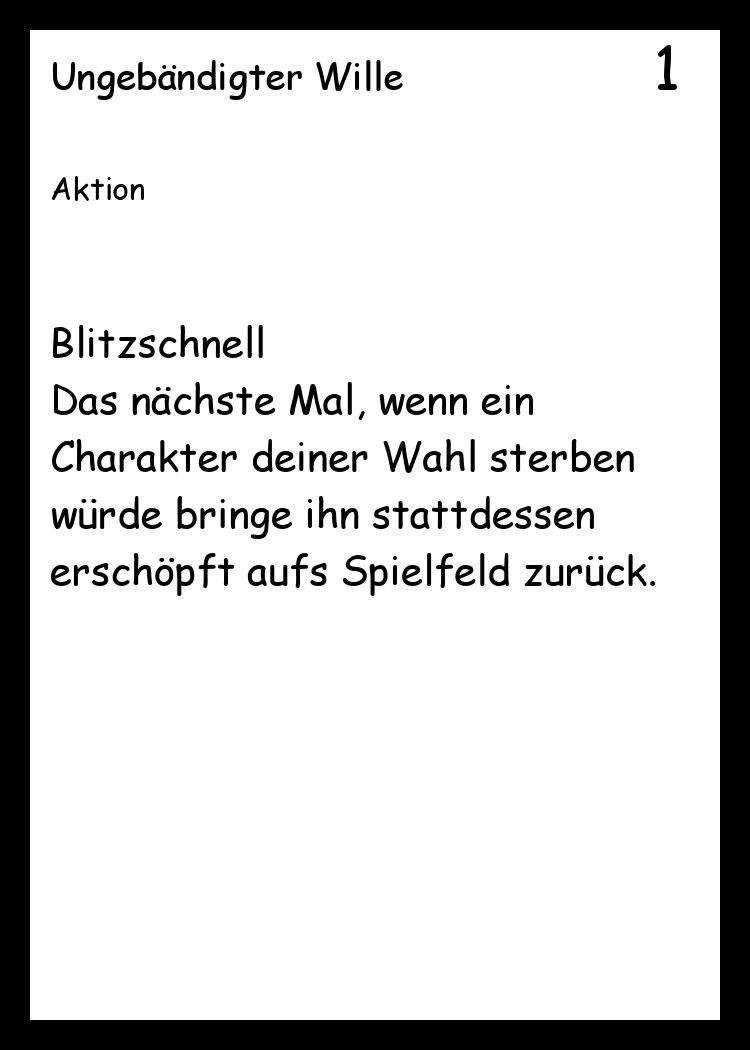 Ungebändigter Wille 1
Aktion
Blitzschnell
Das nächste Mal, wenn ein
Charakter deiner Wahl sterben
würde bringe ihn stattdessen
erschöpft aufs Spielfeld zurück.